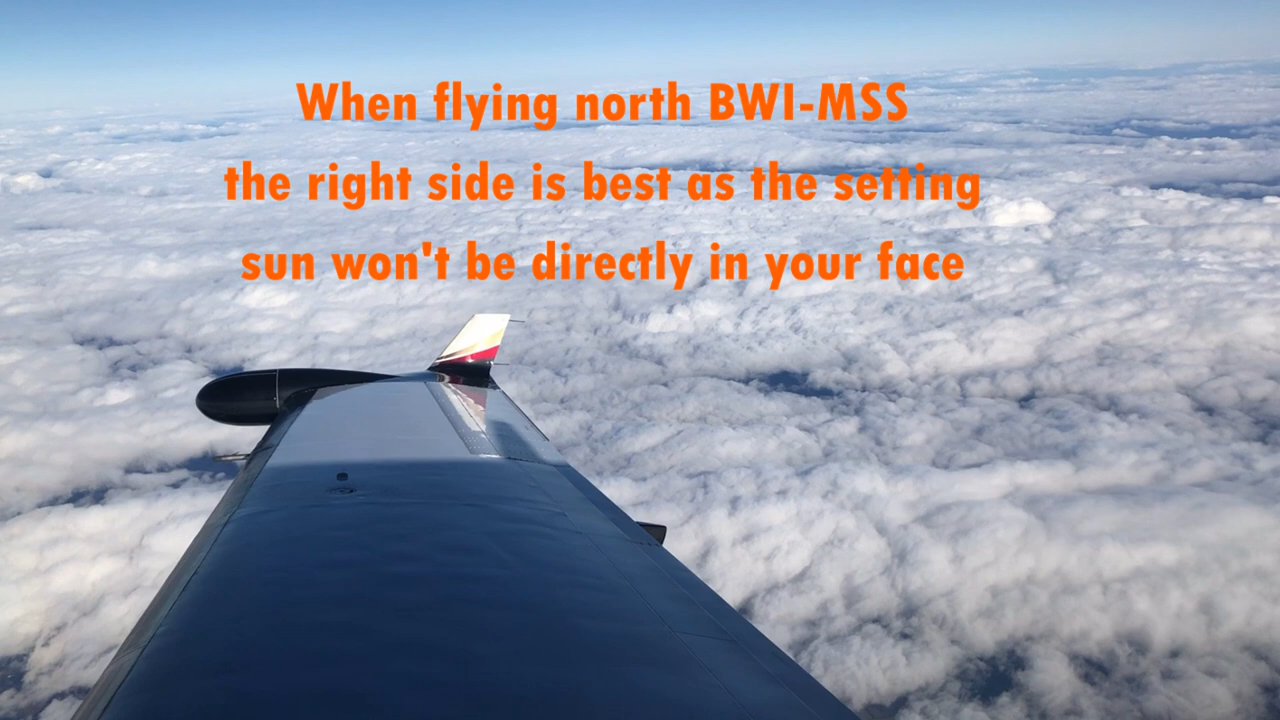 When flying north BWI-MSS
the right side is best as the setting
sun won't be directly in your face